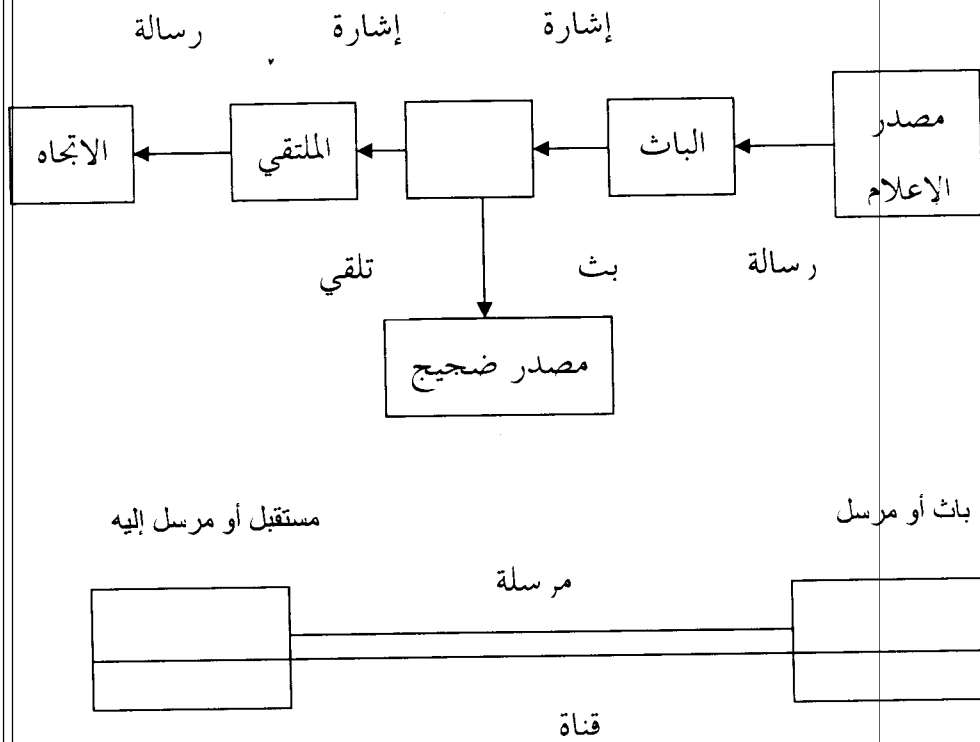 إشارة إشارة رسالة
مصدر الإعلام
الباث
الملتقي
الاتجاه
رسالة بث تلقي
مصدر ضجيج
باث أو مرسل
مستقبل أو مرسل إليه
مرسلة
قناة